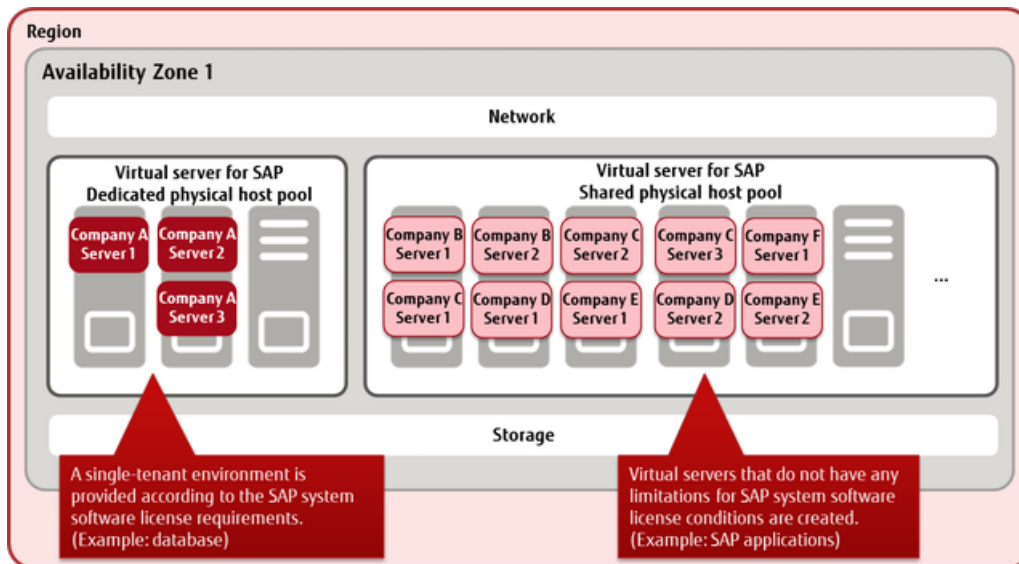 Region
Availability Zone 1
Network
Virtual server for SAP
Dedicated physical host pool
Company A
Server 1
Company A
Server 2
Company A
Server 3
Virtual server for SAP
Shared physical host pool
Company B
Server 1
Company B
Server 2
Company C
Server 2
Company C
Server 3
Company F
Server 1
Company C
Server 1
Company D
Server 1
Company E
Server 1
Company D
Server 2
Company E
Server 2
...
Storage
A single-tenant environment is
provided according to the SAP system
software license requirements.
(Example: database)
Virtual servers that do not have any
limitations for SAP system software
license conditions are created.
(Example: SAP applications)